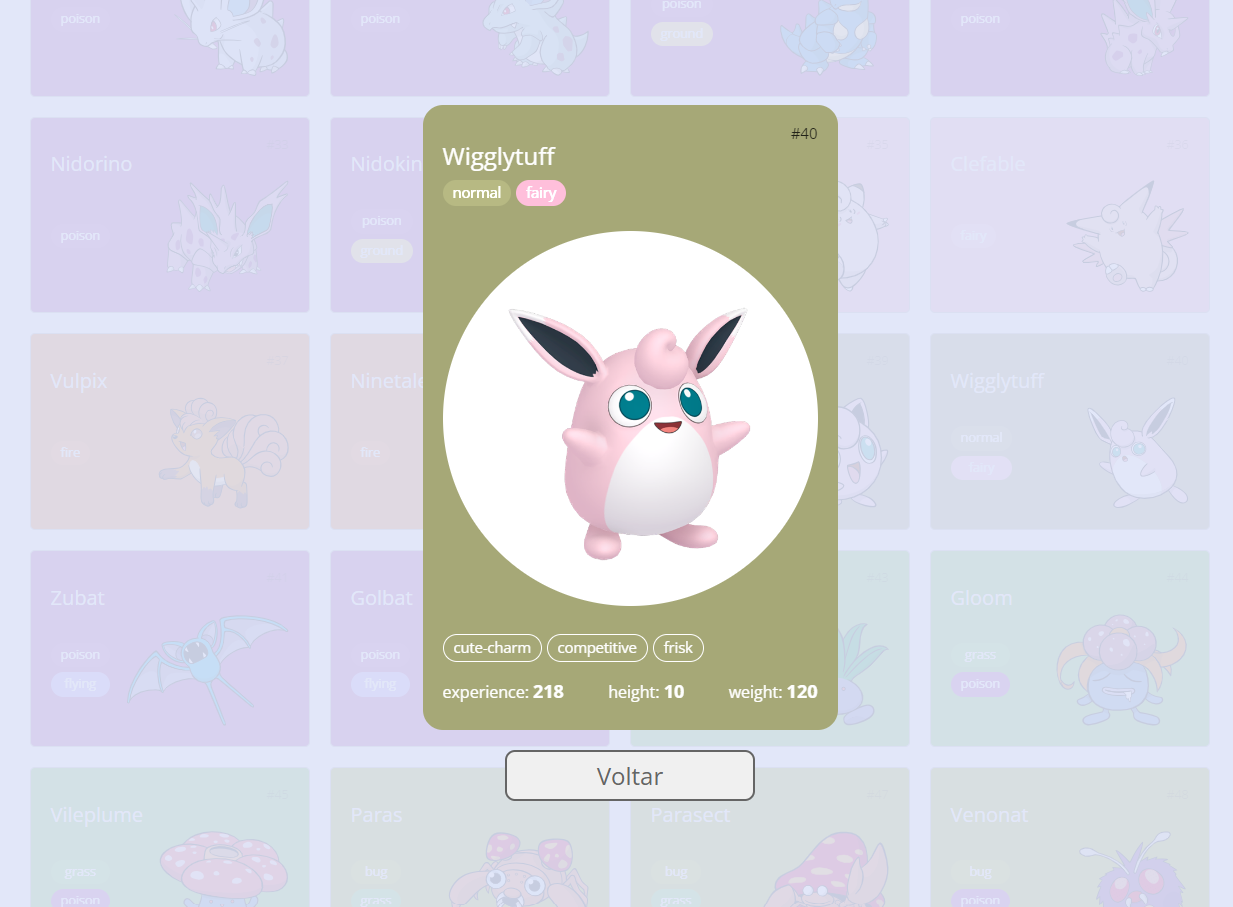 poison
poison
poison
ground
poison
#40
Wigglytuff
normal fairy
Nidorino
Nidokin
Clefable
poison
poison
ground
fairy
Vulpix
Ninetale
Wigglytuff
fire
fire
normal
fairy
Zubat
Golbat
Gloom
poison
flying
poison
flying
grass
poison
cute-charm competitive frisk
experience: 218 height: 10 weight: 120
Voltar
Vileplume
Paras
Parasect
Venonat
grass
poison
bug
grass
bug
grass
bug
poison